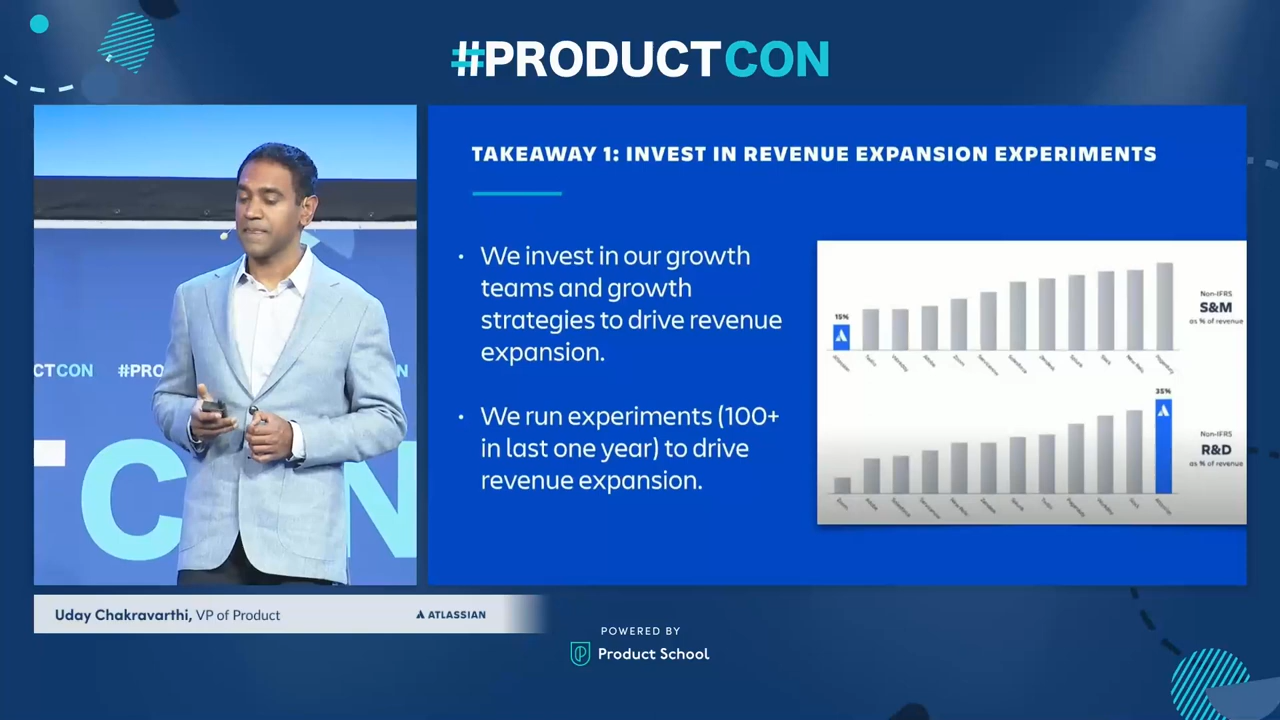 #PRODUCTCON
TAKEAWAY 1: INVEST IN REVENUE EXPANSION EXPERIMENTS
• We invest in our growth
teams and growth
strategies to drive revenue
expansion.
• We run experiments (100+
in last one year) to drive
revenue expansion.
15%
Non-IFRS
S&M
as % of revenue
35%
Non-IFRS
R&D
as % of revenue
CTCON #PRO
N
T CON
Uday Chakravarthi, VP of Product
ATLASSIAN
POWERED BY
Product School